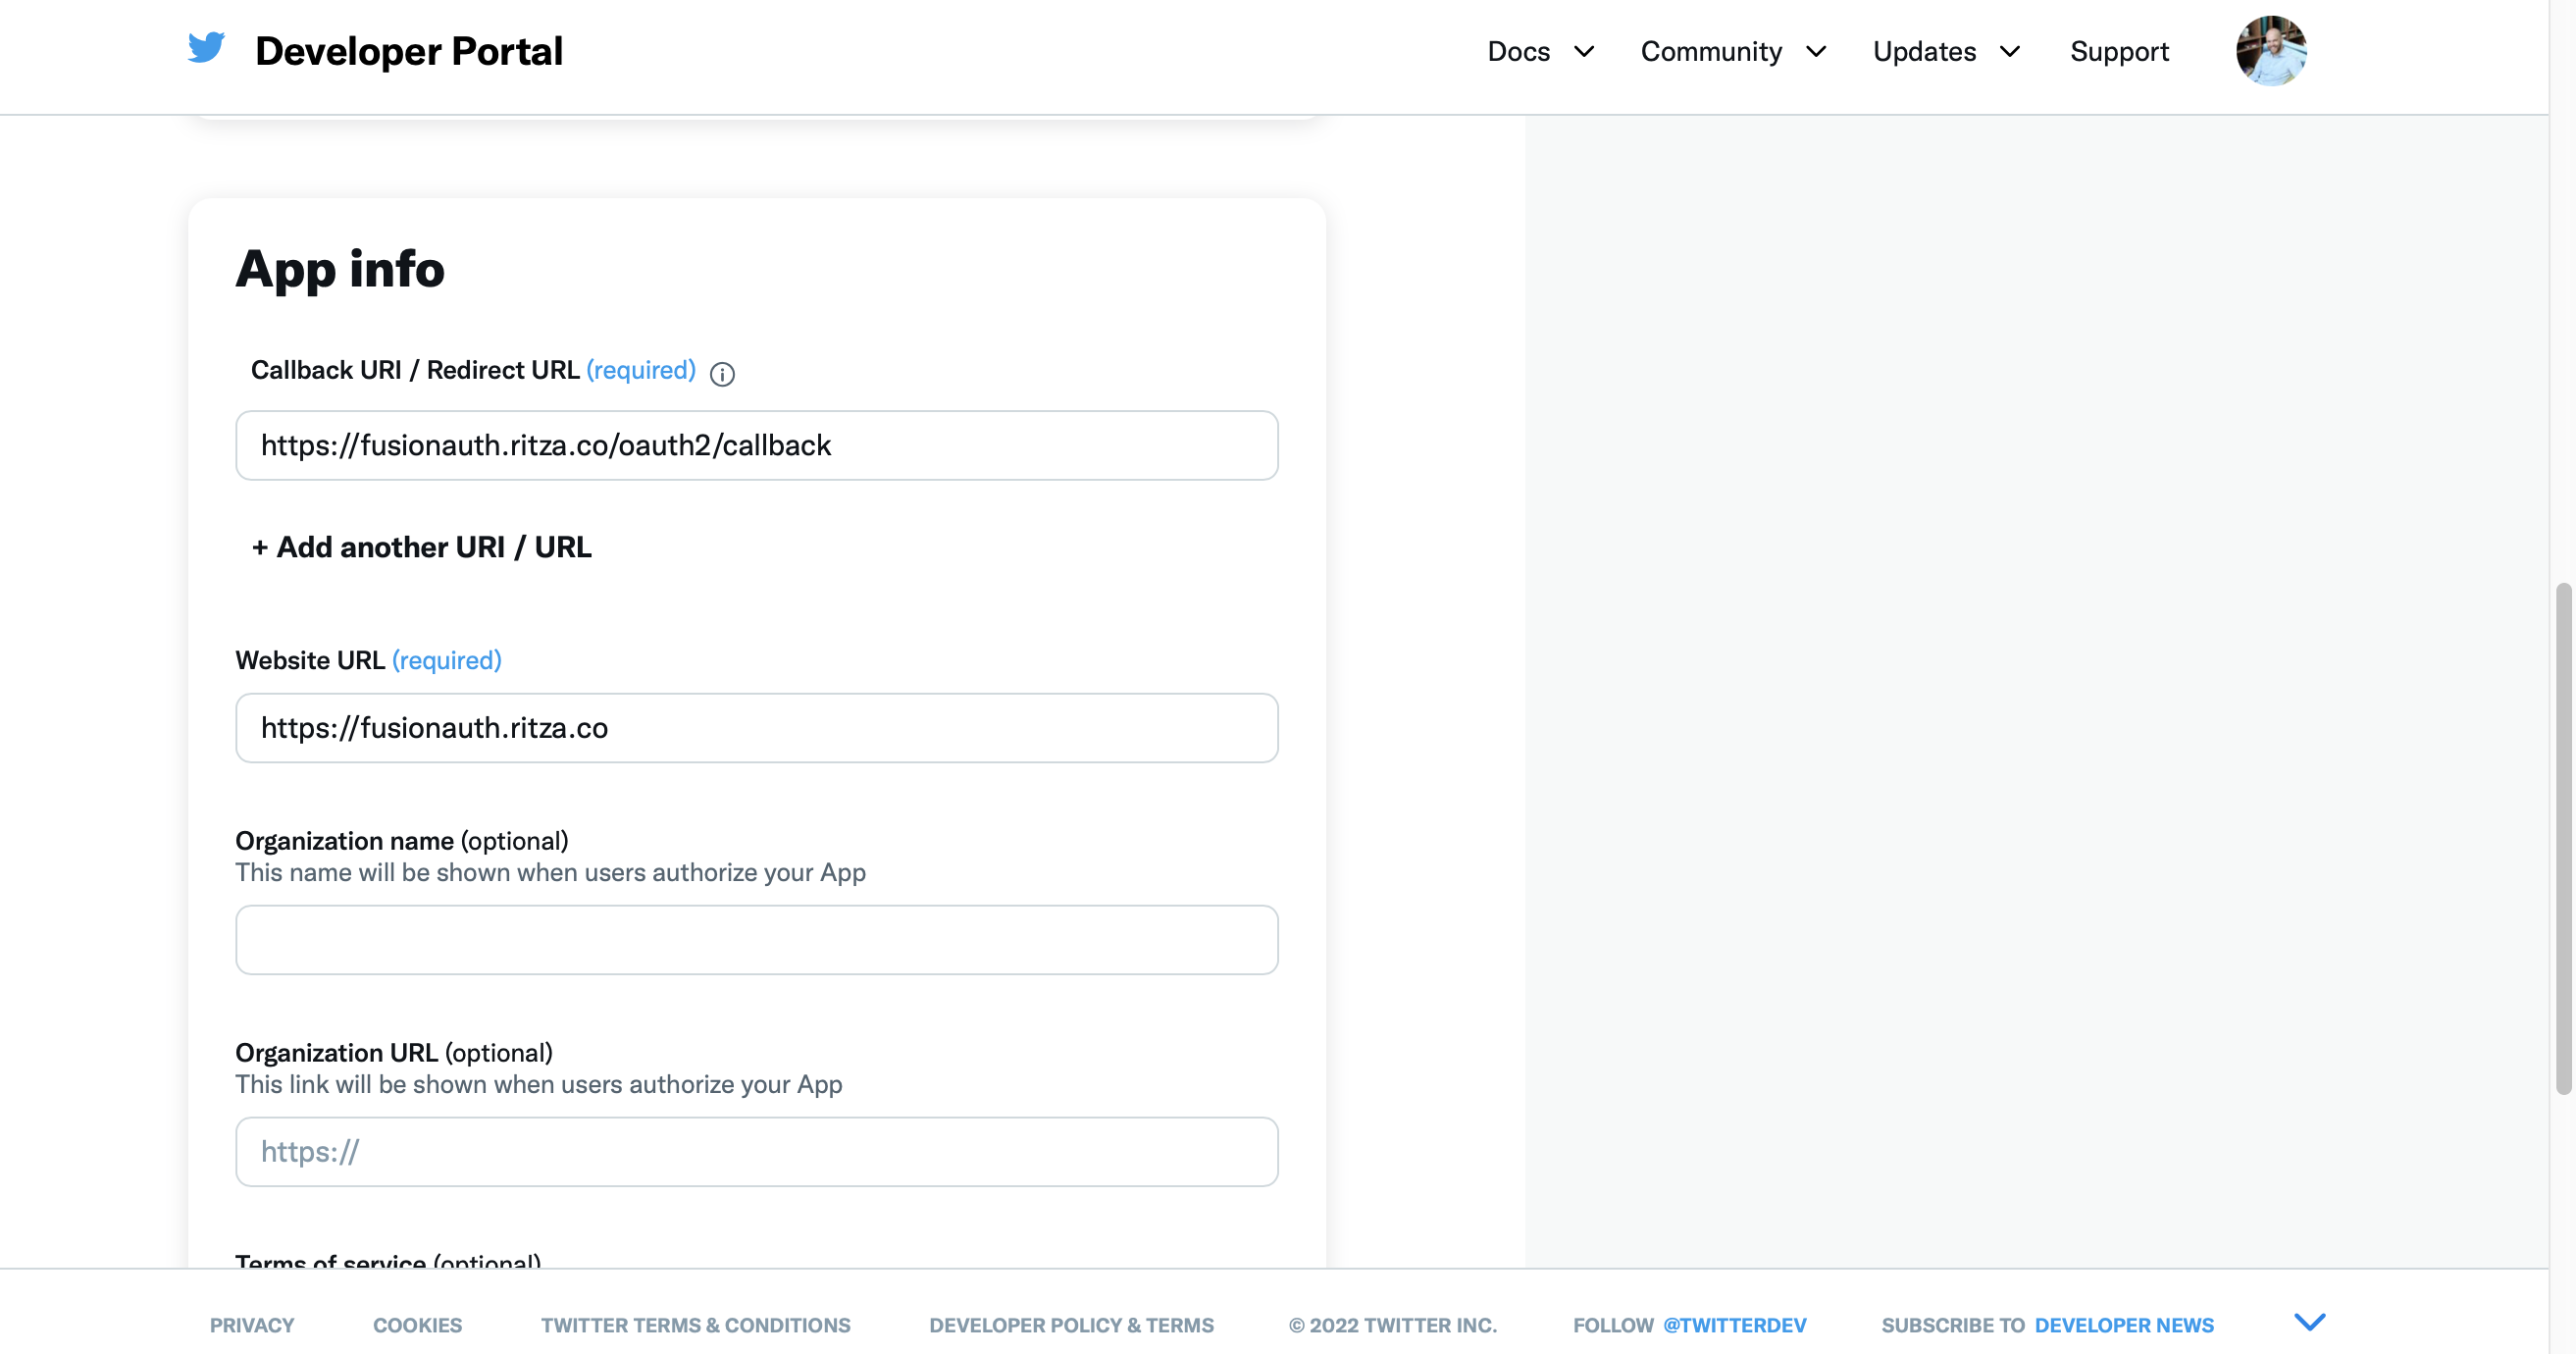 Developer Portal
Docs Community Updates Support
App info
Callback URI / Redirect URL (required)
https://fusionauth.ritza.co/oauth2/callback
+ Add another URI / URL
Website URL (required)
https://fusionauth.ritza.co
Organization name (optional)
This name will be shown when users authorize your App
Organization URL (optional)
This link will be shown when users authorize your App
https://
Terms of service (optional)
PRIVACY COOKIES TWITTER TERMS & CONDITIONS DEVELOPER POLICY & TERMS © 2022 TWITTER INC. FOLLOW @TWITTERDEV SUBSCRIBE TO DEVELOPER NEWS